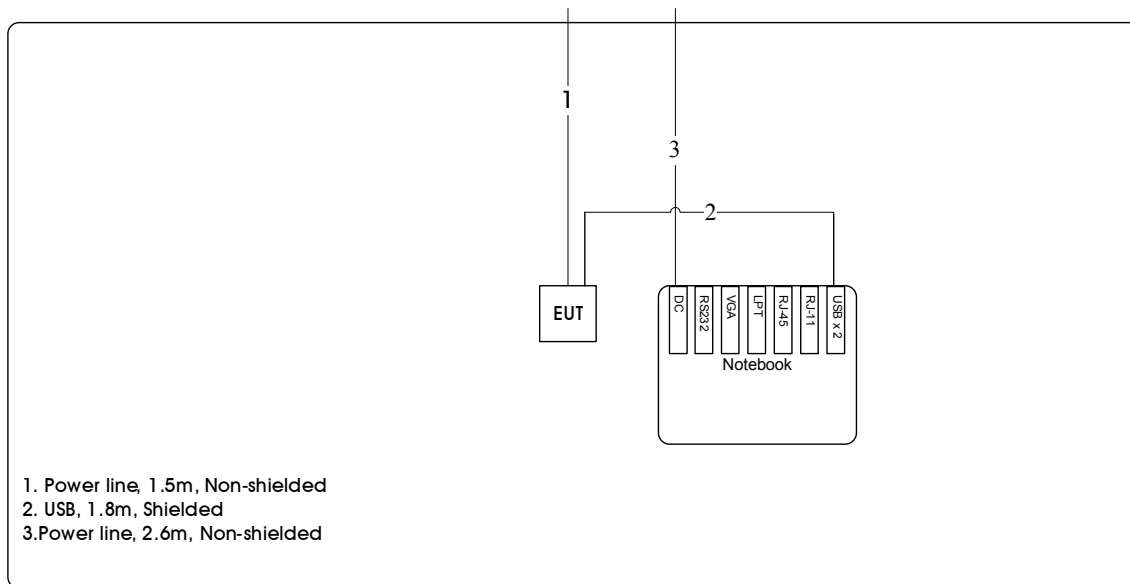 1
3
2
EUT
DC
RS232
VGA
LPT
RJ-45
RJ-11
USB x 2
Notebook
1. Power line, 1.5m, Non-shielded
2. USB, 1.8m, Shielded
3.Power line, 2.6m, Non-shielded